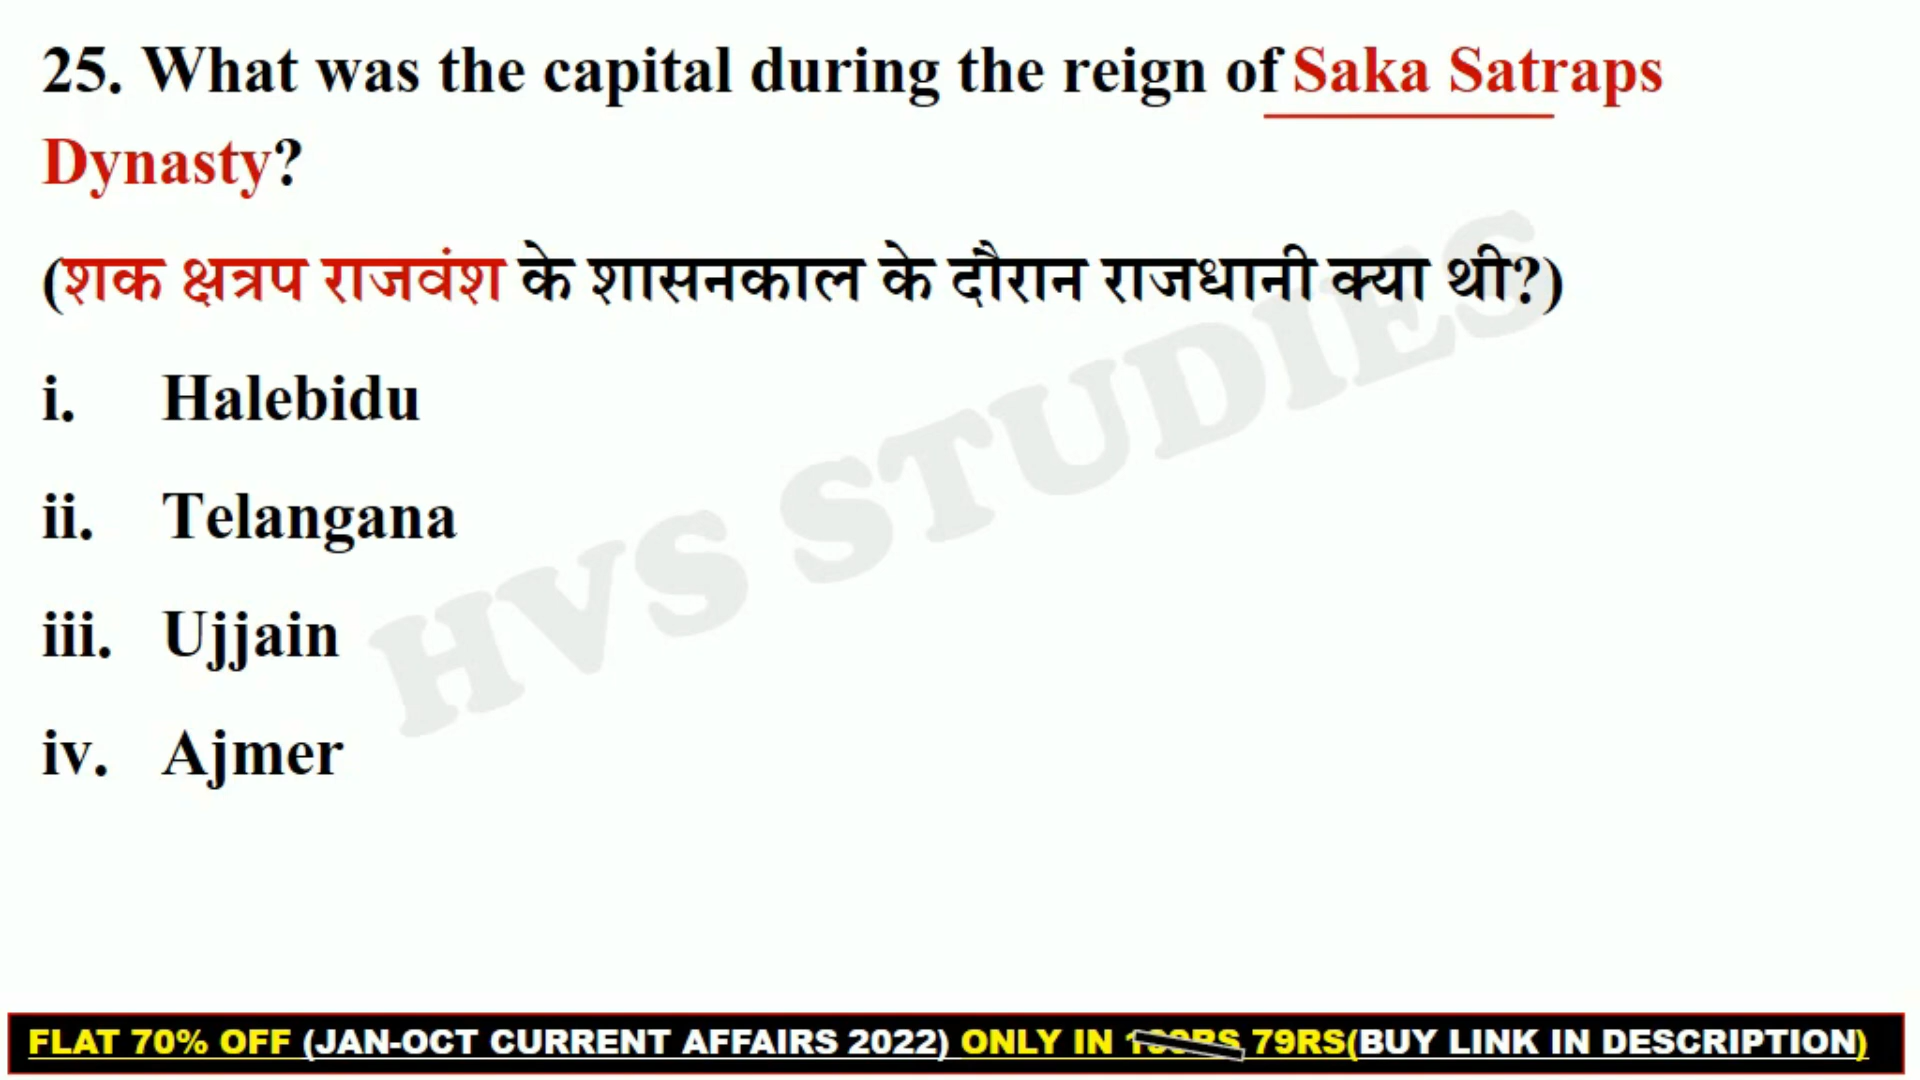 25. What was the capital during the reign of Saka Satraps
Dynasty?
(शक क्षत्रप राजवंश के शासनकाल के दौरान राजधानी क्या थी?)
i. Halebidu
ii. Telangana
iii. Ujjain
iv. Ajmer
HVS STUDIES
FLAT 70% OFF (JAN-OCT CURRENT AFFAIRS 2022) ONLY IN 79RS(BUY LINK IN DESCRIPTION)